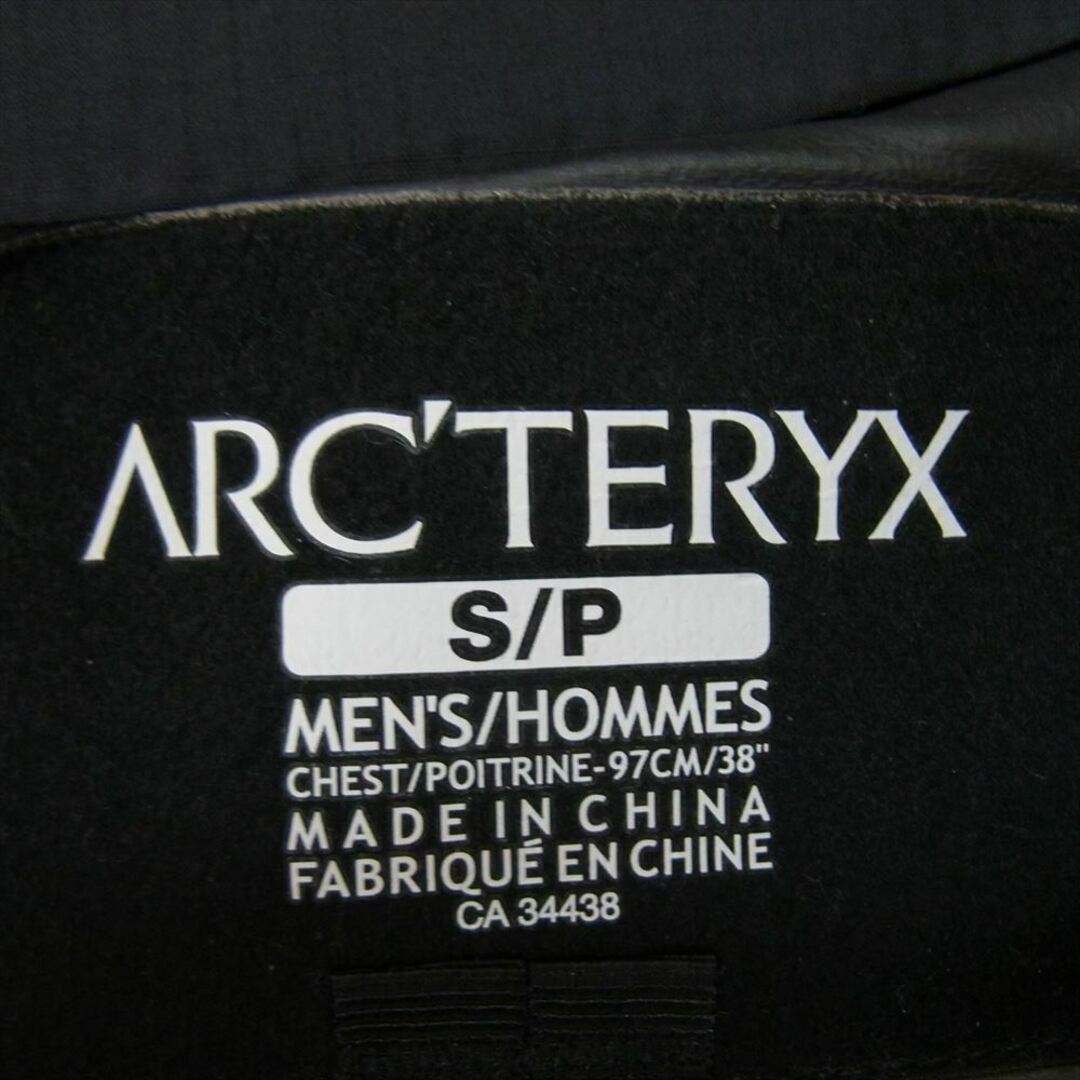 ARC'TERYX
S/P
MEN'S/HOMMES
CHEST/POITRINE-97CM/38"
MADE IN CHINA
FABRIQUÉ EN CHINE
CA 34438